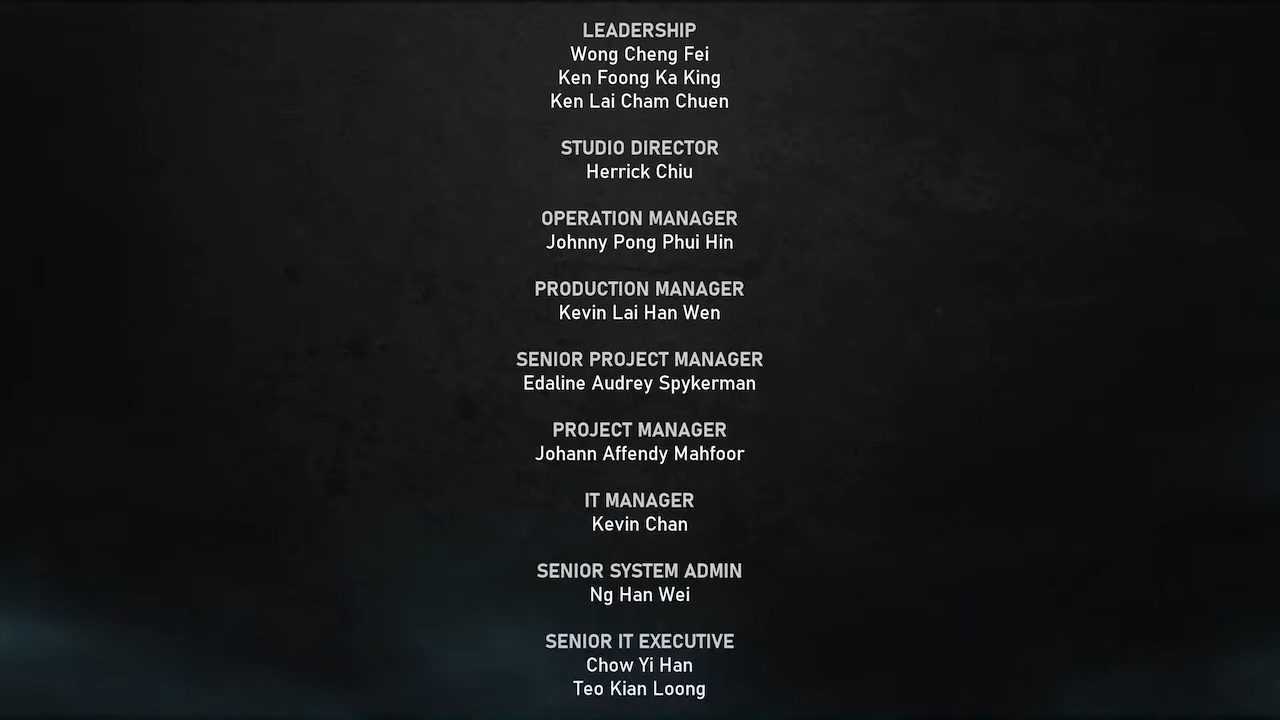 LEADERSHIP
Wong Cheng Fei
Ken Foong Ka King
Ken Lai Cham Chuen
STUDIO DIRECTOR
Herrick Chiu
OPERATION MANAGER
Johnny Pong Phui Hin
PRODUCTION MANAGER
Kevin Lai Han Wen
SENIOR PROJECT MANAGER
Edaline Audrey Spykerman
PROJECT MANAGER
Johann Affendy Mahfoor
IT MANAGER
Kevin Chan
SENIOR SYSTEM ADMIN
Ng Han Wei
SENIOR IT EXECUTIVE
Chow Yi Han
Teo Kian Loong